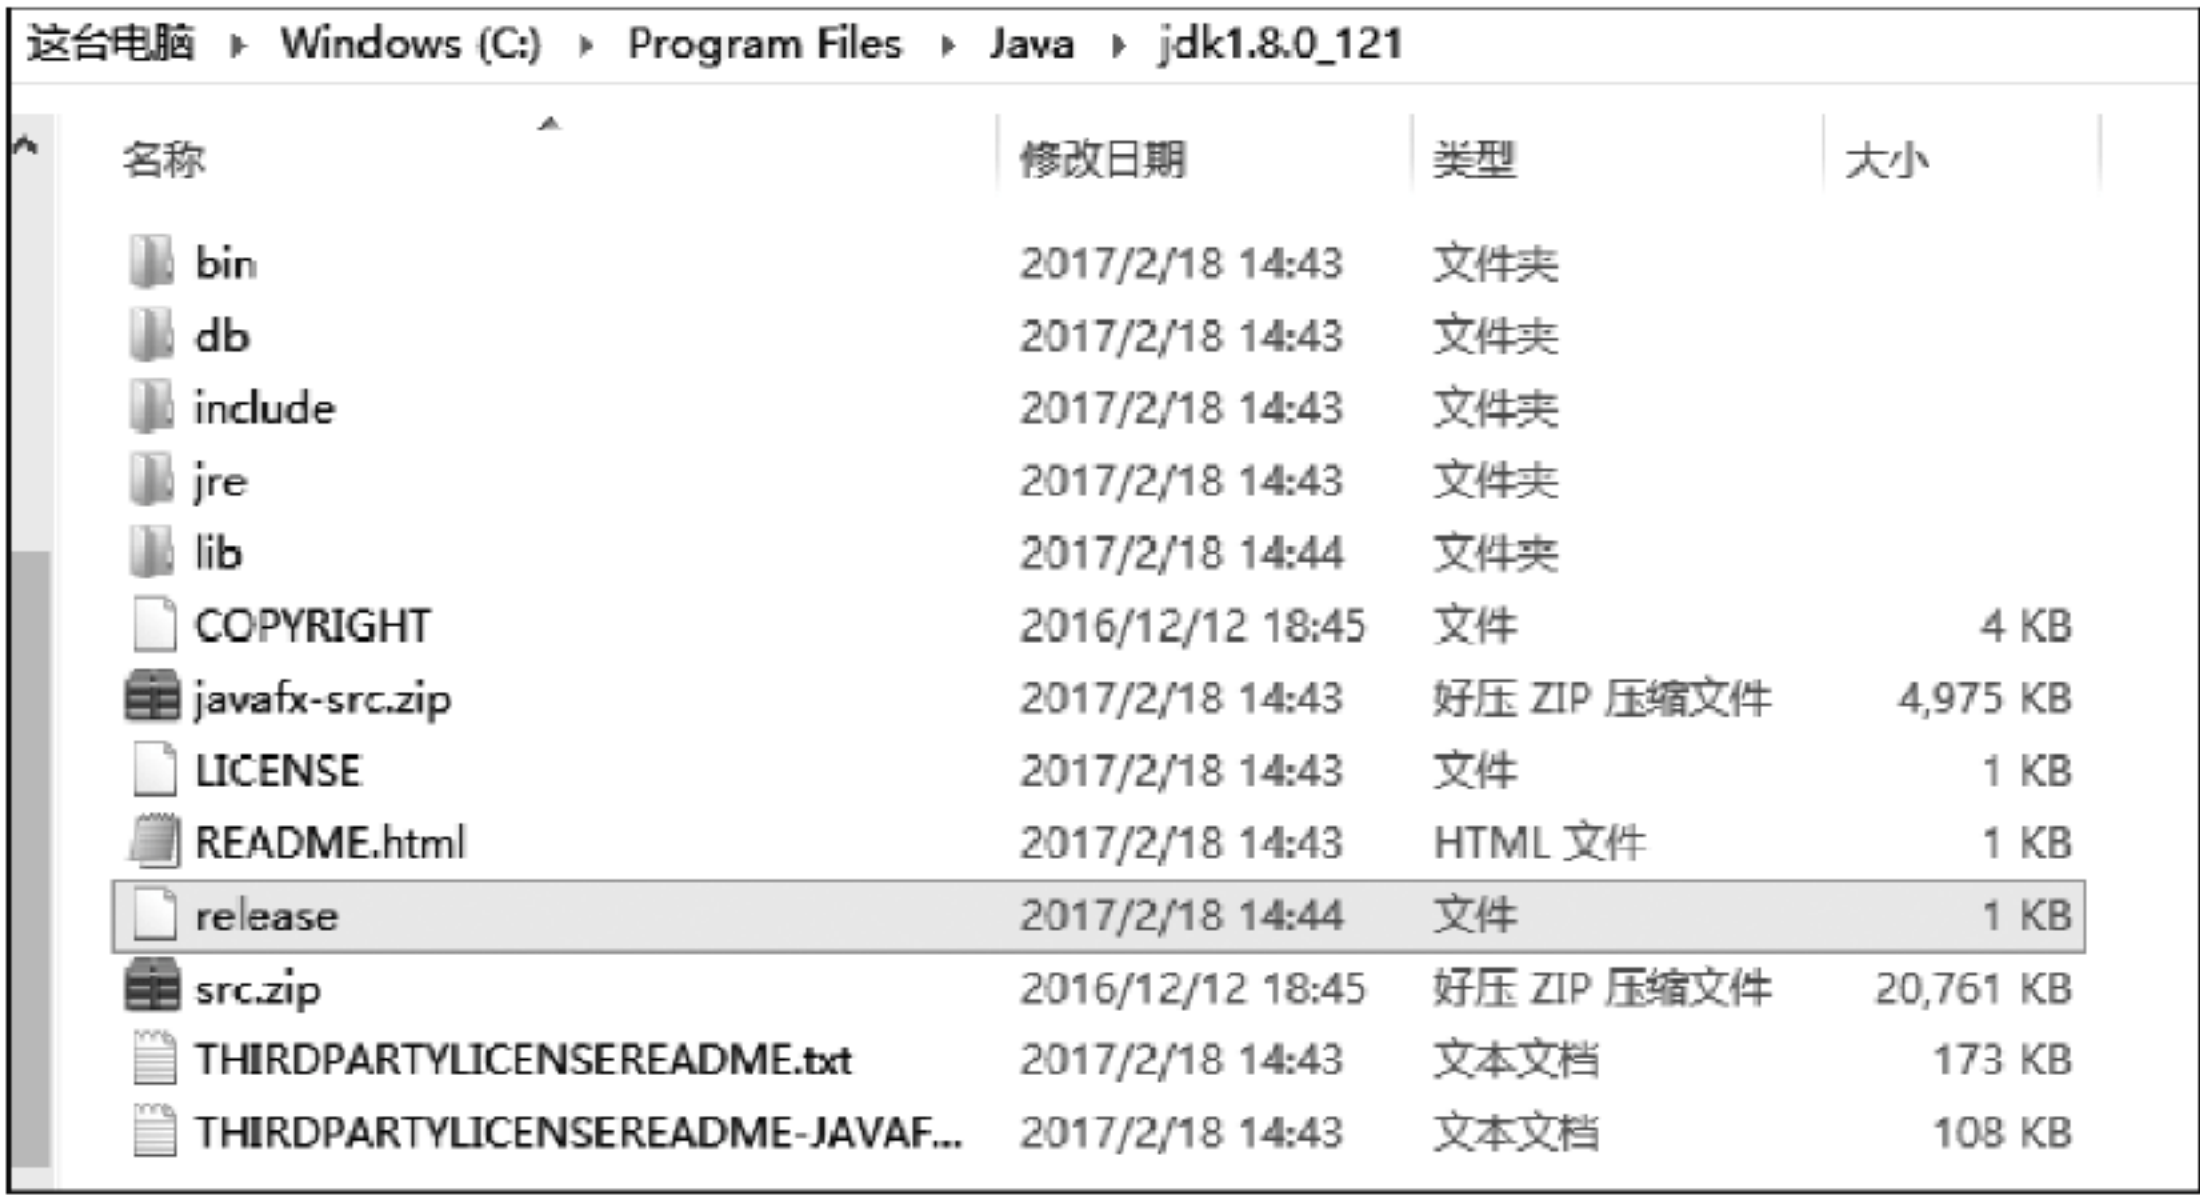 这台电脑 Windows (C:) Program Files Java jdk1.8.0_121
名称 修改日期 类型 大小
bin 2017/2/18 14:43 文件夹
db 2017/2/18 14:43 文件夹
include 2017/2/18 14:43 文件夹
jre 2017/2/18 14:43 文件夹
lib 2017/2/18 14:44 文件夹
COPYRIGHT 2016/12/12 18:45 文件 4 KB
javafx-src.zip 2017/2/18 14:43 好压 ZIP 压缩文件 4,975 KB
LICENSE 2017/2/18 14:43 文件 1 KB
README.html 2017/2/18 14:43 HTML 文件 1 KB
release 2017/2/18 14:44 文件 1 KB
src.zip 2016/12/12 18:45 好压 ZIP 压缩文件 20,761 KB
THIRDPARTYLICENSEREADME.txt 2017/2/18 14:43 文本文档 173 KB
THIRDPARTYLICENSEREADME-JAVAF... 2017/2/18 14:43 文本文档 108 KB